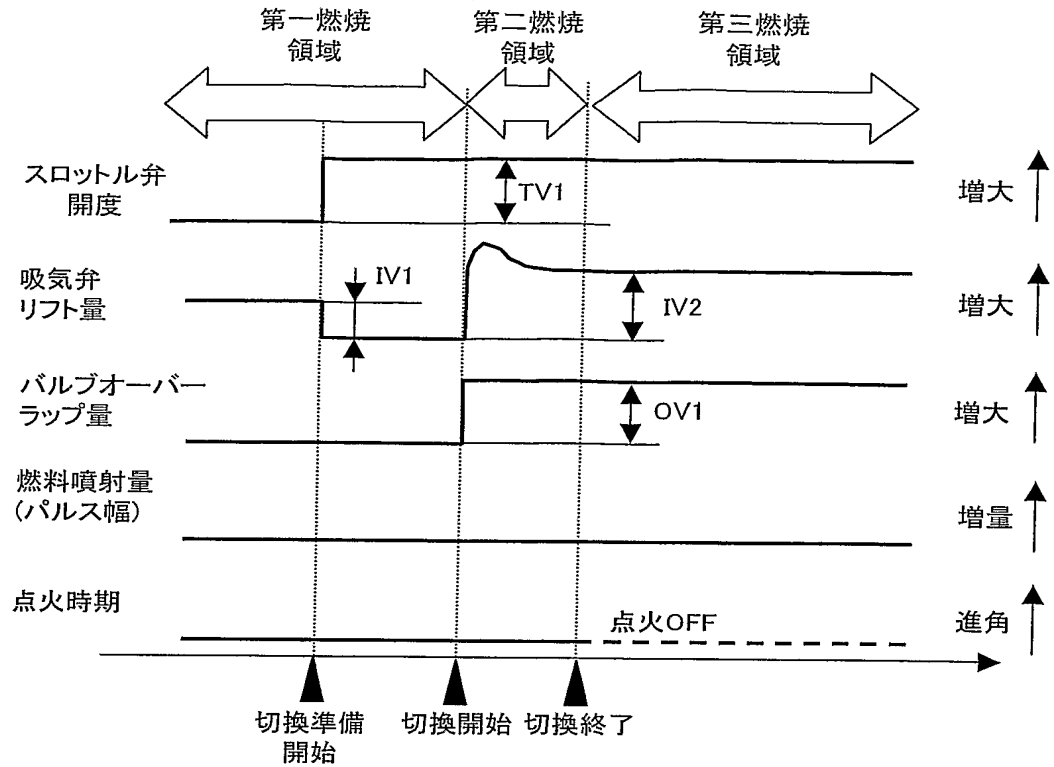 第一燃焼
領域
第二燃焼
領域
第三燃焼
領域
スロットル弁
開度
TV1
増大
吸気弁
リフト量
IV1
IV2
増大
バルブオーバー
ラップ量
OV1
増大
燃料噴射量
(パルス幅)
増量
点火時期
点火OFF
進角
切換準備
開始
切換開始
切換終了